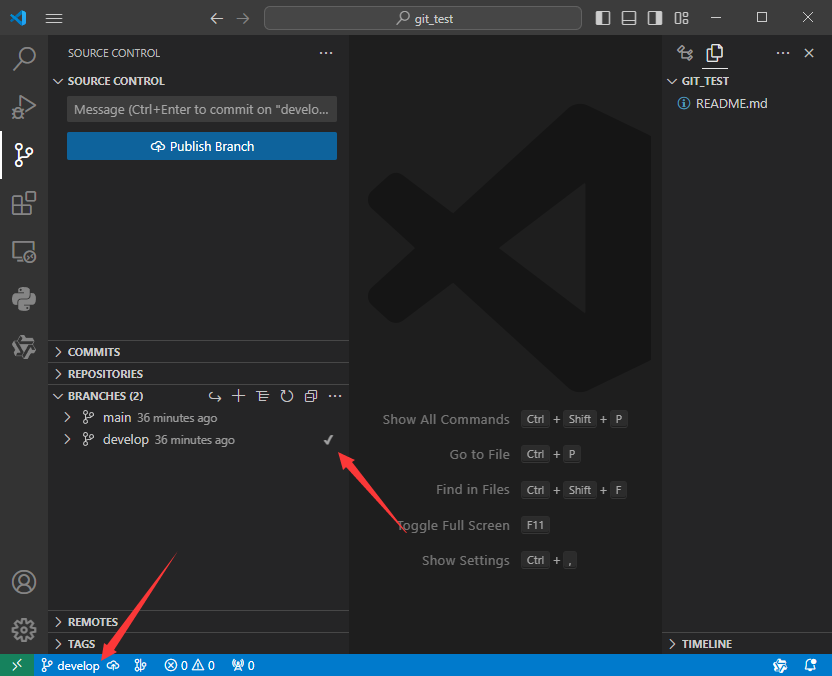 git_test
SOURCE CONTROL
SOURCE CONTROL
Message (Ctrl+Enter to commit on "develo...
Publish Branch
COMMITS
REPOSITORIES
BRANCHES (2)
main 36 minutes ago
develop 36 minutes ago
REMOTES
TAGS
Show All Commands Ctrl + Shift + P
Go to File Ctrl + P
Find in Files Ctrl + Shift + F
Toggle Full Screen F11
Show Settings Ctrl + ,
GIT_TEST
README.md
TIMELINE
develop 0 0 0